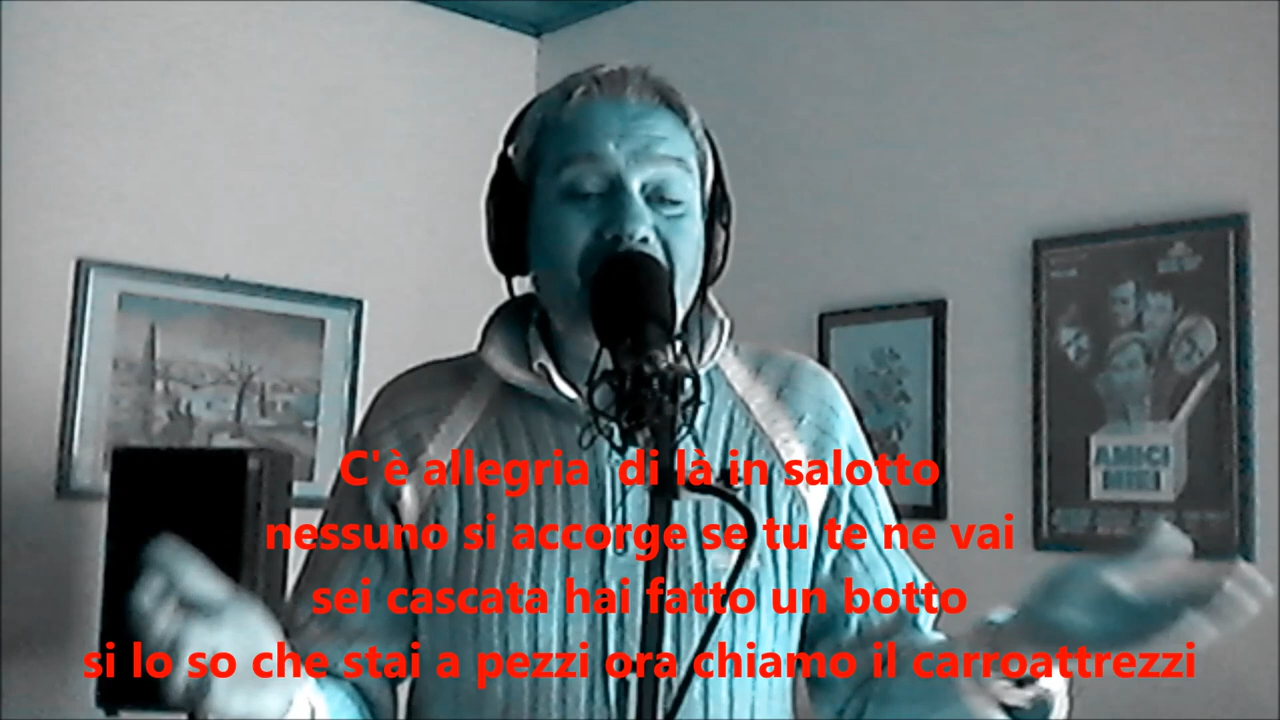 C'è allegria  di là in salotto
nessuno si accorge se tu te ne vai
sei cascata hai fatto un botto
si lo so che stai a pezzi ora chiamo il carroattrezzi
AMICI
MIEI